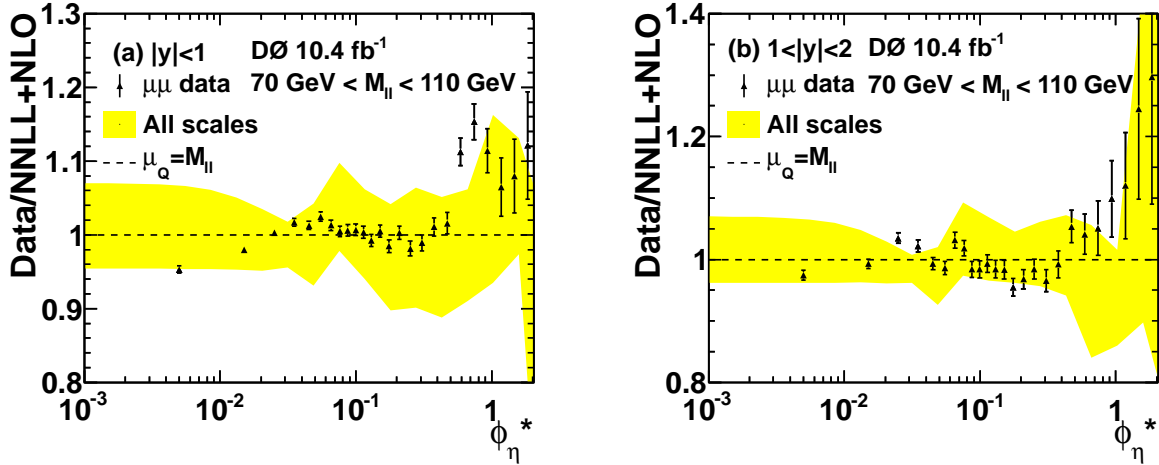 Data/NNLL+NLO
1.3
1.2
1.1
1
0.9
0.8
(a) |y|<1 DØ 10.4 fb⁻¹
μμ data 70 GeV < M_ll < 110 GeV
All scales
μ_Q=M_ll
10⁻³ 10⁻² 10⁻¹ 1
φ_η*
Data/NNLL+NLO
1.4
1.2
1
0.8
(b) 1<|y|<2 DØ 10.4 fb⁻¹
μμ data 70 GeV < M_ll < 110 GeV
All scales
μ_Q=M_ll
10⁻³ 10⁻² 10⁻¹ 1
φ_η*